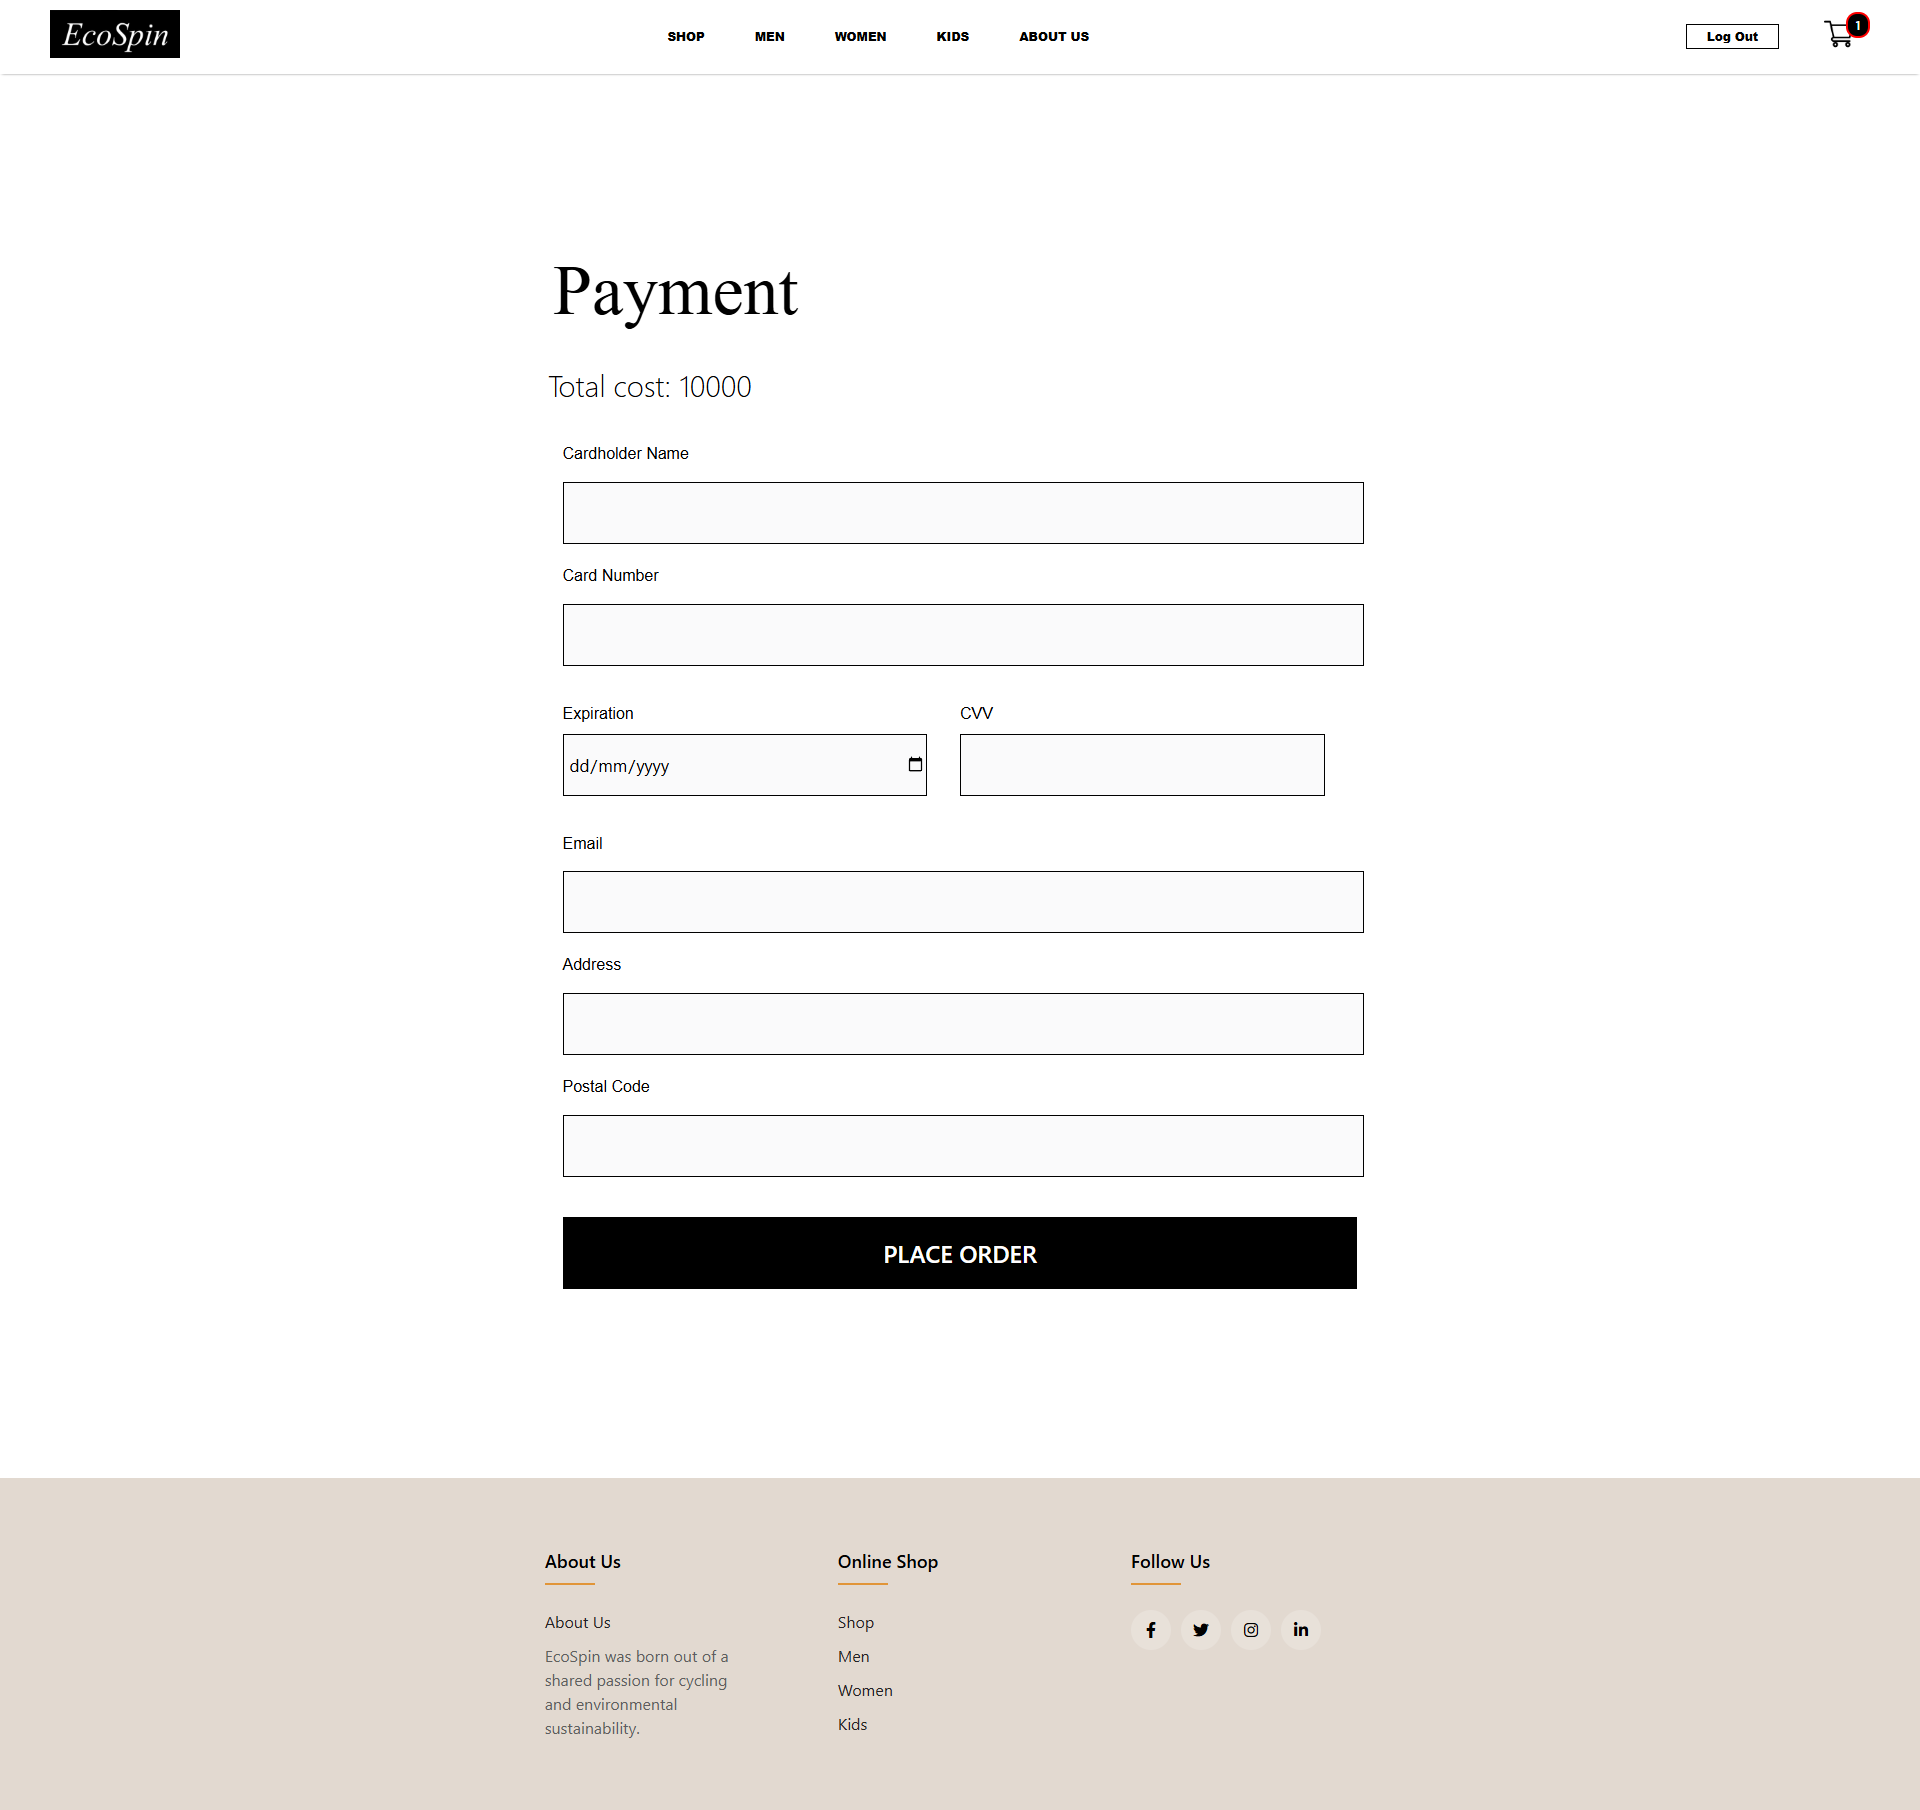 EcoSpin
SHOP
MEN
WOMEN
KIDS
ABOUT US
Log Out
1
Payment
Total cost: 10000
Cardholder Name
Card Number
Expiration
CVV
dd/mm/yyyy
Email
Address
Postal Code
PLACE ORDER
About Us
About Us
EcoSpin was born out of a
shared passion for cycling
and environmental
sustainability.
Online Shop
Shop
Men
Women
Kids
Follow Us